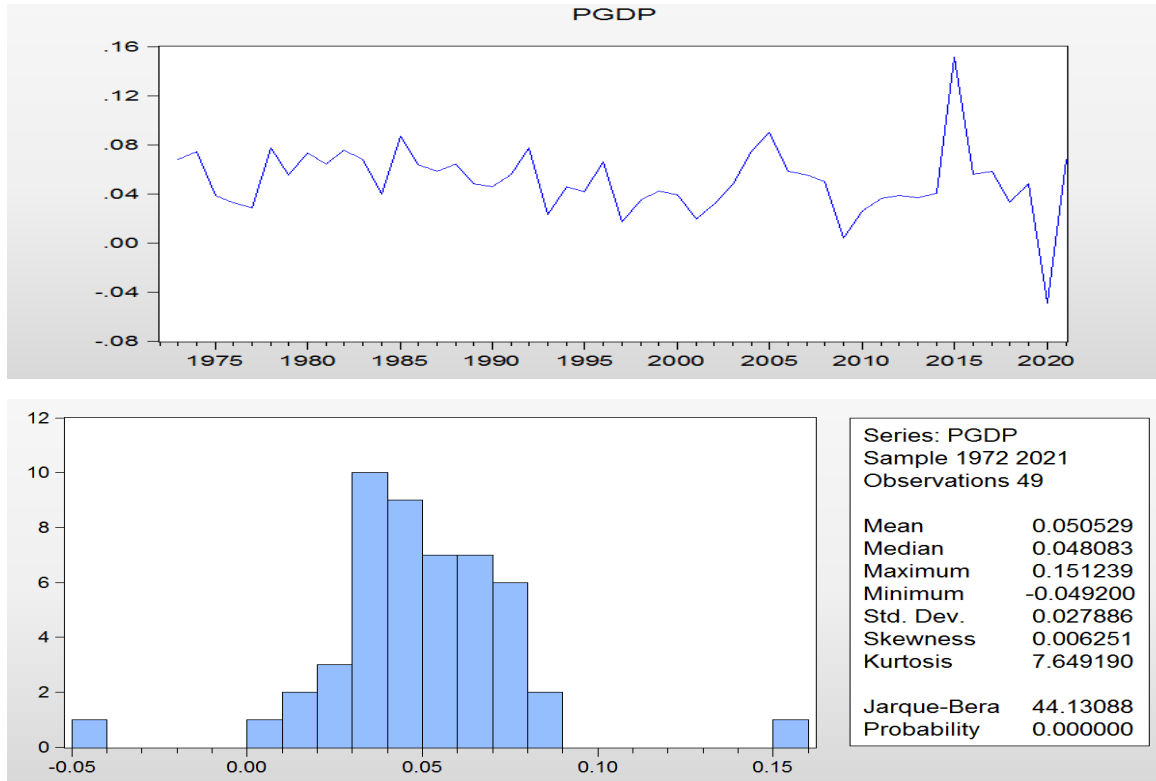 PGDP
.16
.12
.08
.04
.00
-.04
-.08
1975 1980 1985 1990 1995 2000 2005 2010 2015 2020
12
10
8
6
4
2
0
-0.05 0.00 0.05 0.10 0.15
Series: PGDP
Sample 1972 2021
Observations 49
Mean 0.050529
Median 0.048083
Maximum 0.151239
Minimum -0.049200
Std. Dev. 0.027886
Skewness 0.006251
Kurtosis 7.649190
Jarque-Bera 44.13088
Probability 0.000000